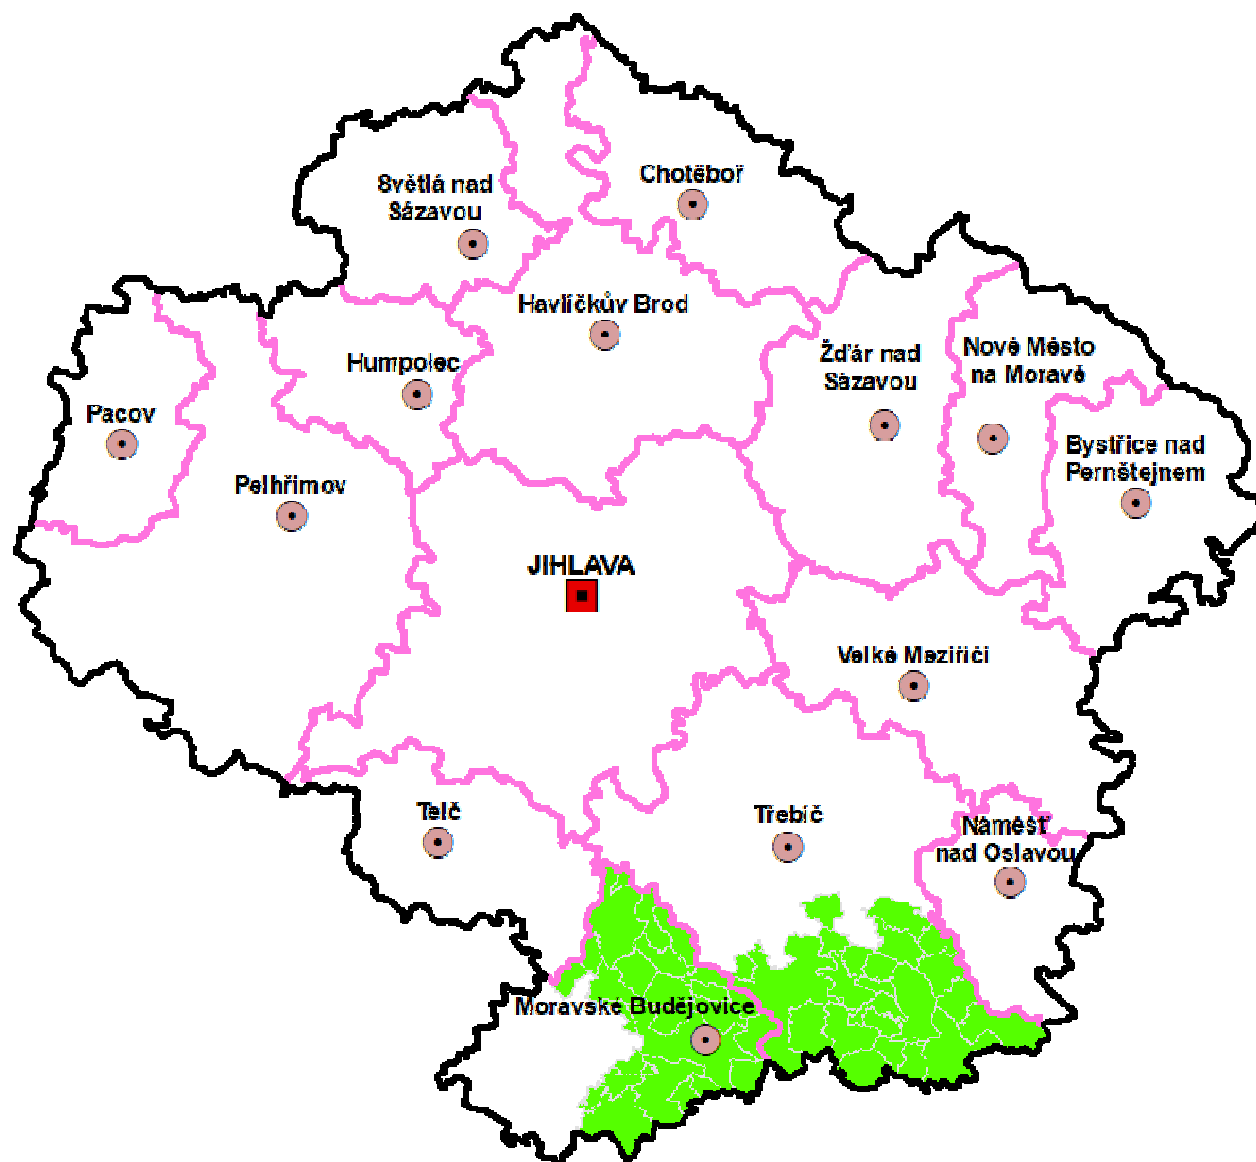 Chotěboř
Světlá nad
Sázavou
Havlíčkův Brod
Humpolec
Žďár nad
Sázavou
Nové Město
na Moravě
Pacov
Bystřice nad
Pernštejnem
Pelhřimov
JIHLAVA
Velké Meziříčí
Telč
Třebíč
Náměšť
nad Oslavou
Moravské Budějovice